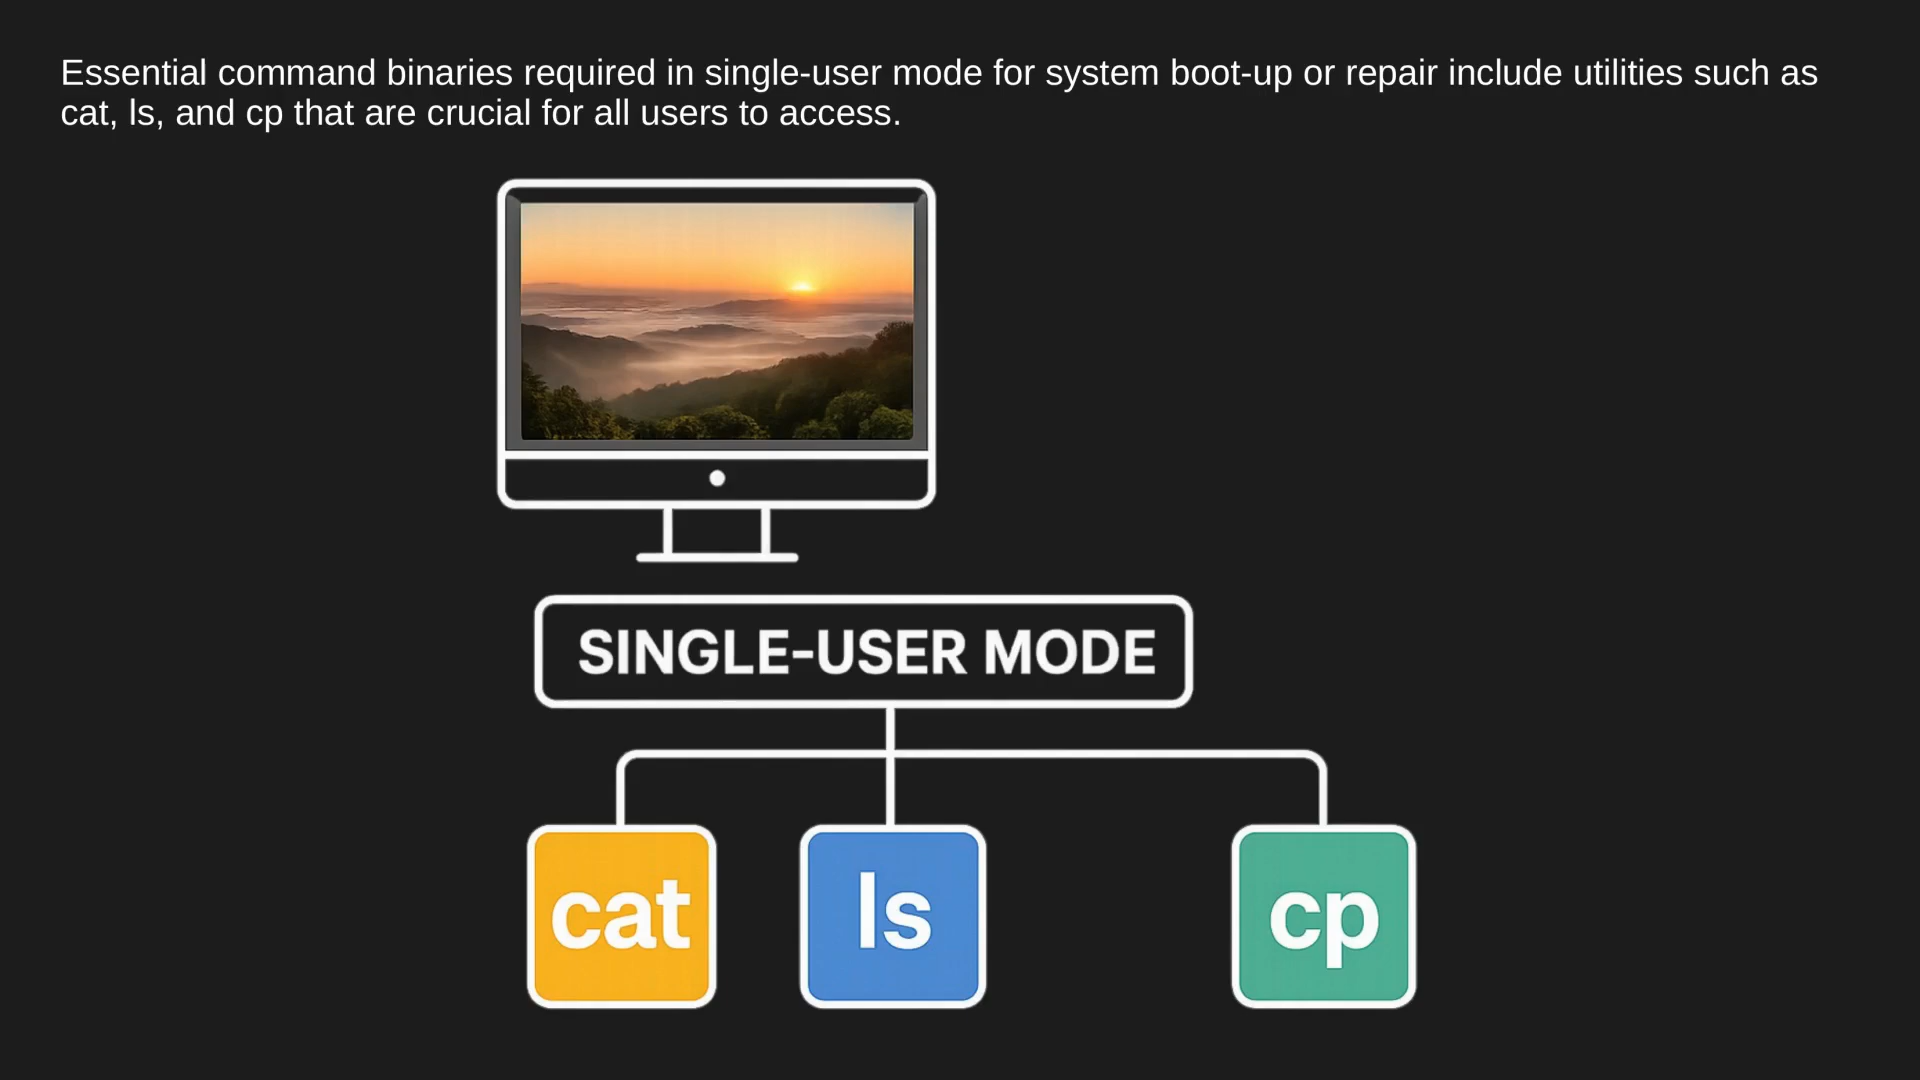 Essential command binaries required in single-user mode for system boot-up or repair include utilities such as
cat, ls, and cp that are crucial for all users to access.
SINGLE-USER MODE
cat
ls
cp